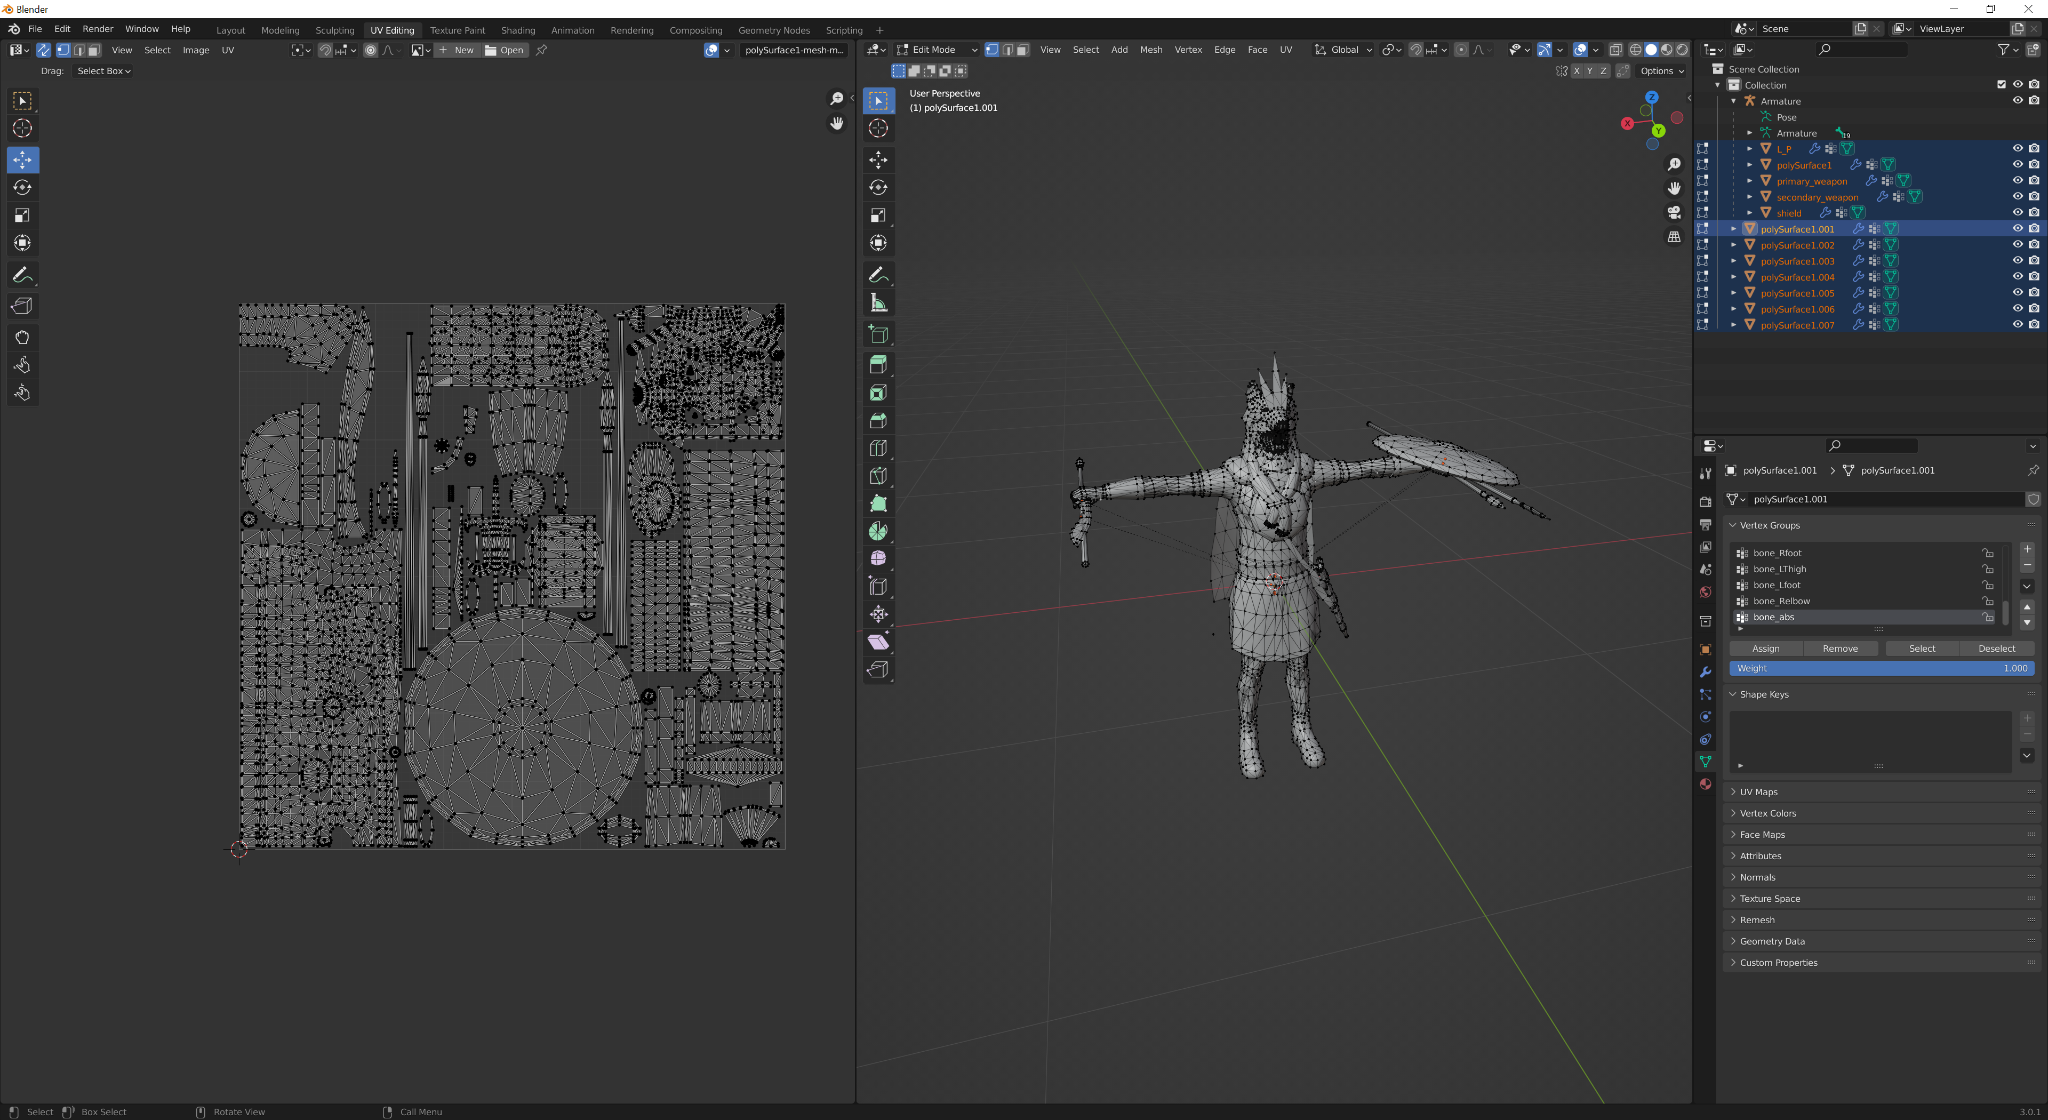 Blender
File Edit Render Window Help Layout Modeling Sculpting UV Editing Texture Paint Shading Animation Rendering Compositing Geometry Nodes Scripting + Scene ViewLayer
View Select Image UV + New Open polySurface1-mesh-m... Edit Mode View Select Add Mesh Vertex Edge Face UV Global
Drag: Select Box X Y Z Options
User Perspective
(1) polySurface1.001
Z
X
Y
Scene Collection
Collection
Armature
Pose
Armature 19
L_P
polySurface1
primary_weapon
secondary_weapon
shield
polySurface1.001
polySurface1.002
polySurface1.003
polySurface1.004
polySurface1.005
polySurface1.006
polySurface1.007
polySurface1.001 polySurface1.001
polySurface1.001
Vertex Groups
bone_Rfoot
bone_LThigh
bone_Lfoot
bone_Relbow
bone_abs
Assign Remove Select Deselect
Weight 1.000
Shape Keys
UV Maps
Vertex Colors
Face Maps
Attributes
Normals
Texture Space
Remesh
Geometry Data
Custom Properties
Select Box Select Rotate View Call Menu 3.0.1